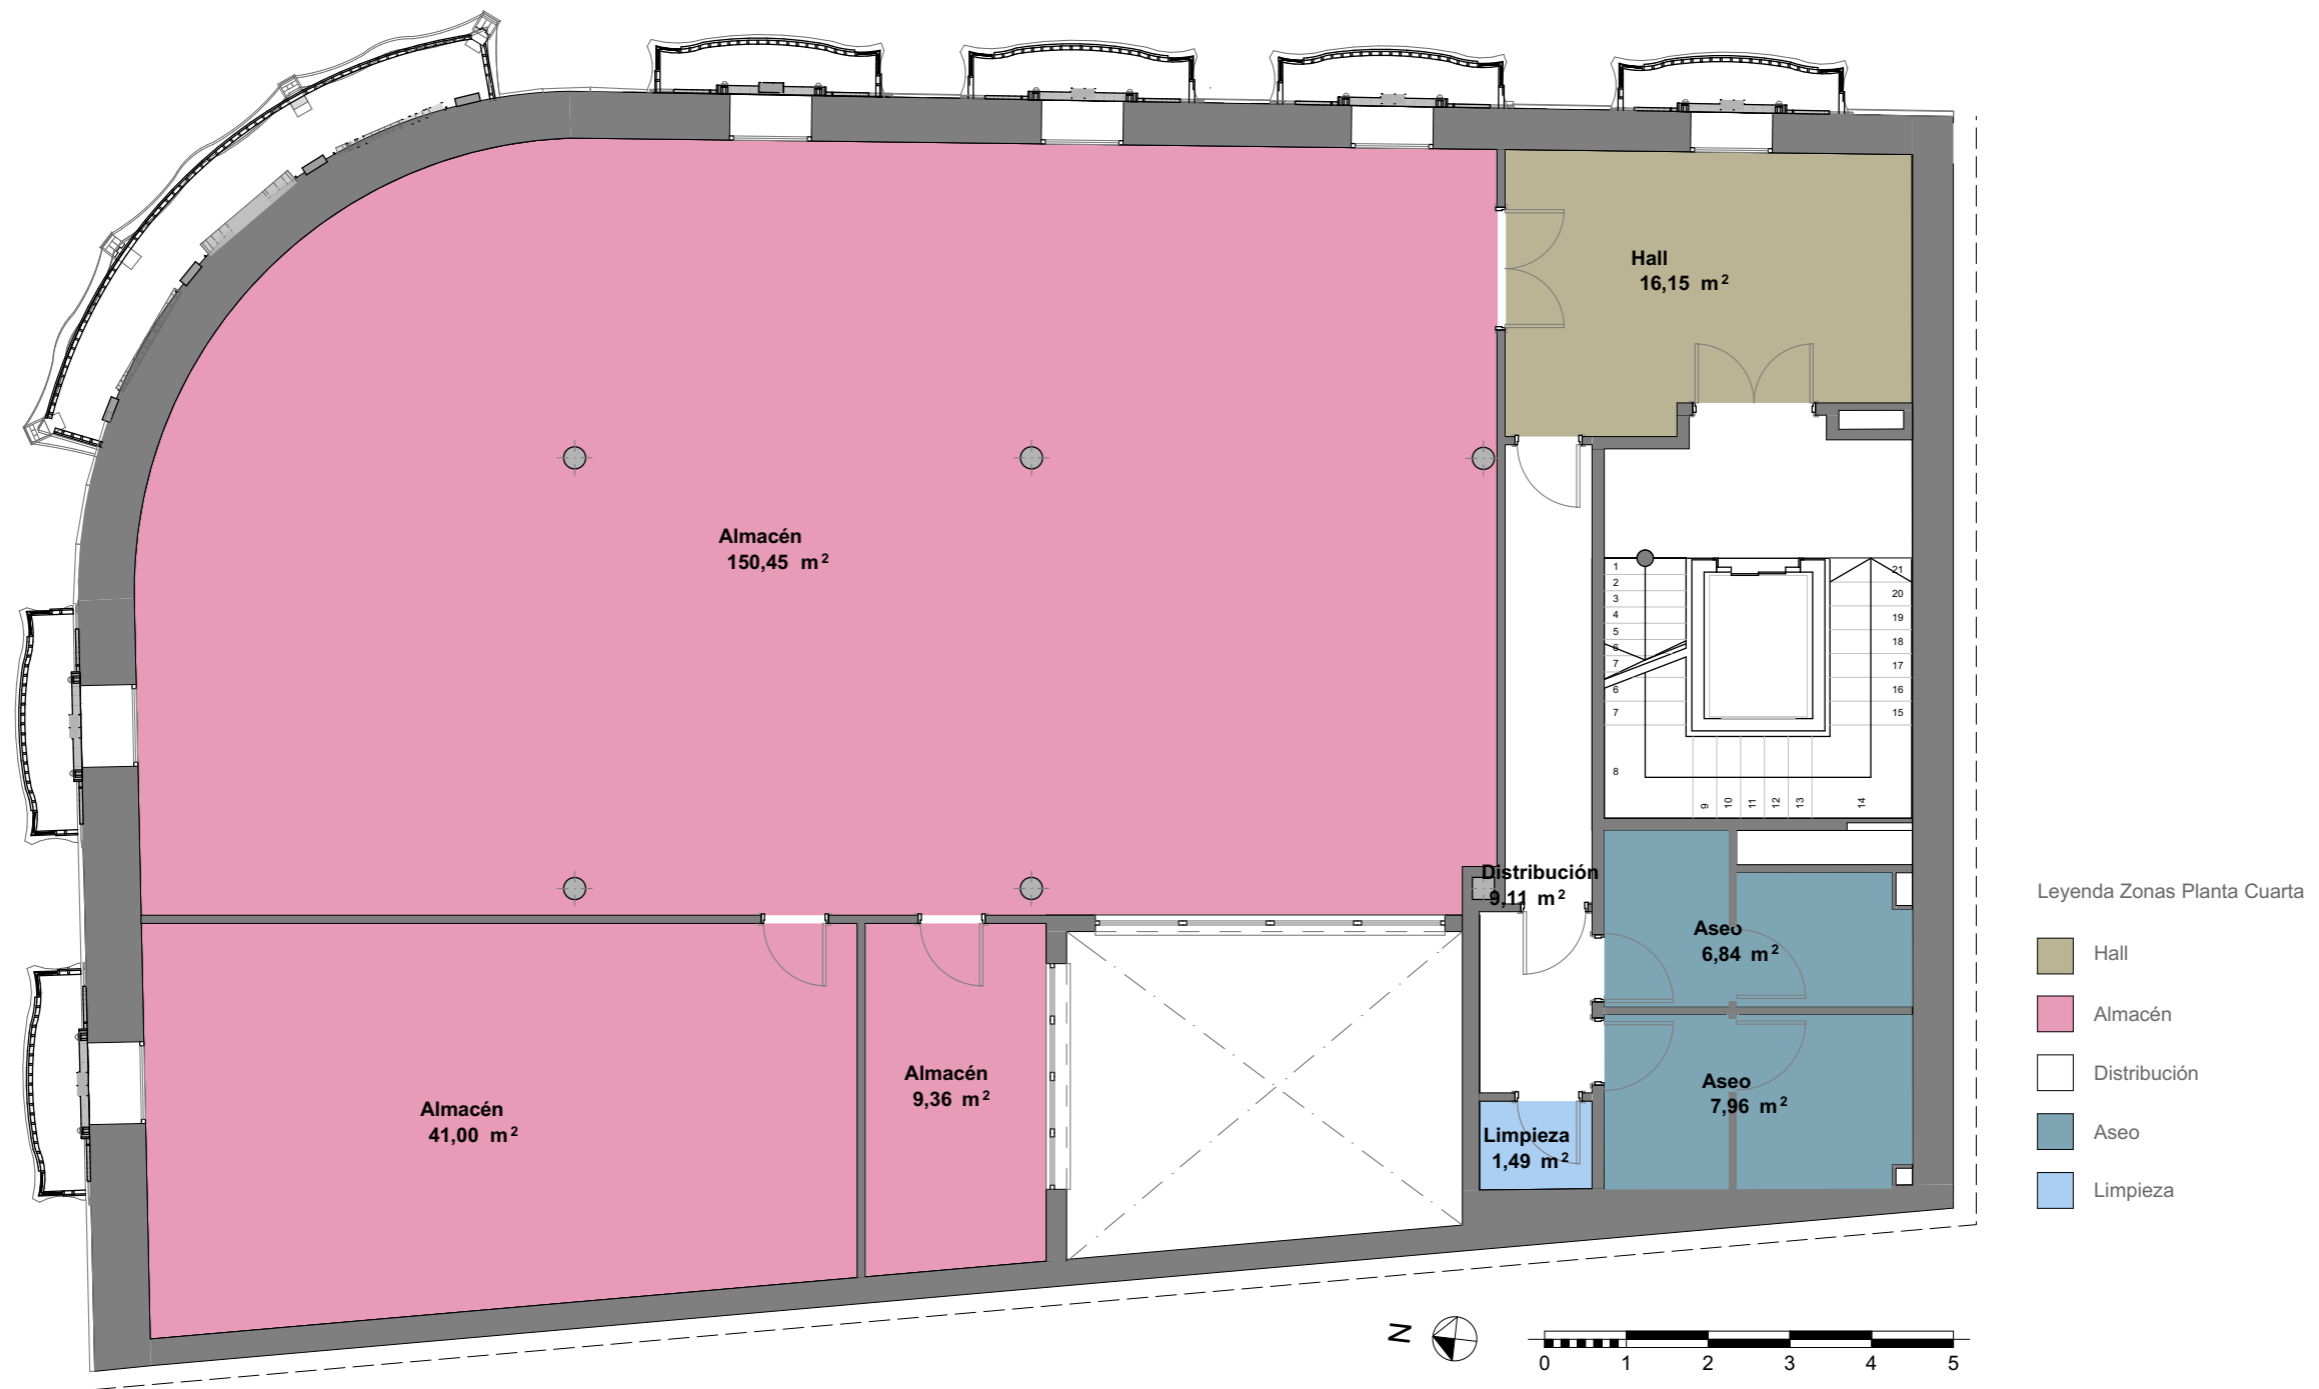 Hall
16,15 m²
Almacén
150,45 m²
1
2
3
4
5
6
7
6
7
8
9
10
11
12
13
14
15
16
17
18
19
20
21
Distribución
9,11 m²
Aseo
6,84 m²
Aseo
7,96 m²
Almacén
9,36 m²
Almacén
41,00 m²
Limpieza
1,49 m²
Leyenda Zonas Planta Cuarta
Hall
Almacén
Distribución
Aseo
Limpieza
N
0 1 2 3 4 5